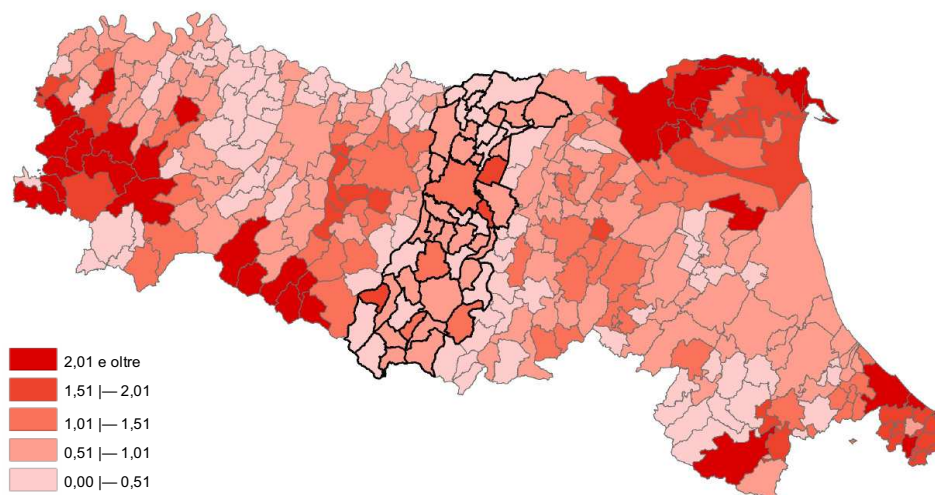 2,01 e oltre
1,51 |— 2,01
1,01 |— 1,51
0,51 |— 1,01
0,00 |— 0,51